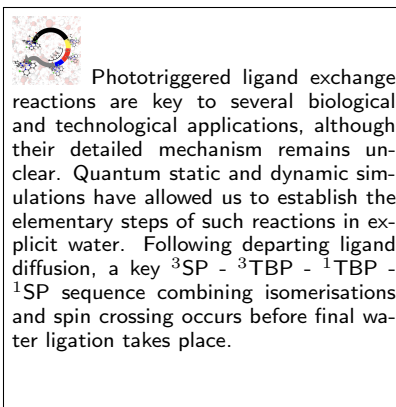 Phototriggered ligand exchange
reactions are key to several biological
and technological applications, although
their detailed mechanism remains un-
clear. Quantum static and dynamic sim-
ulations have allowed us to establish the
elementary steps of such reactions in ex-
plicit water. Following departing ligand
diffusion, a key ³SP - ³TBP - ¹TBP -
¹SP sequence combining isomerisations
and spin crossing occurs before final wa-
ter ligation takes place.